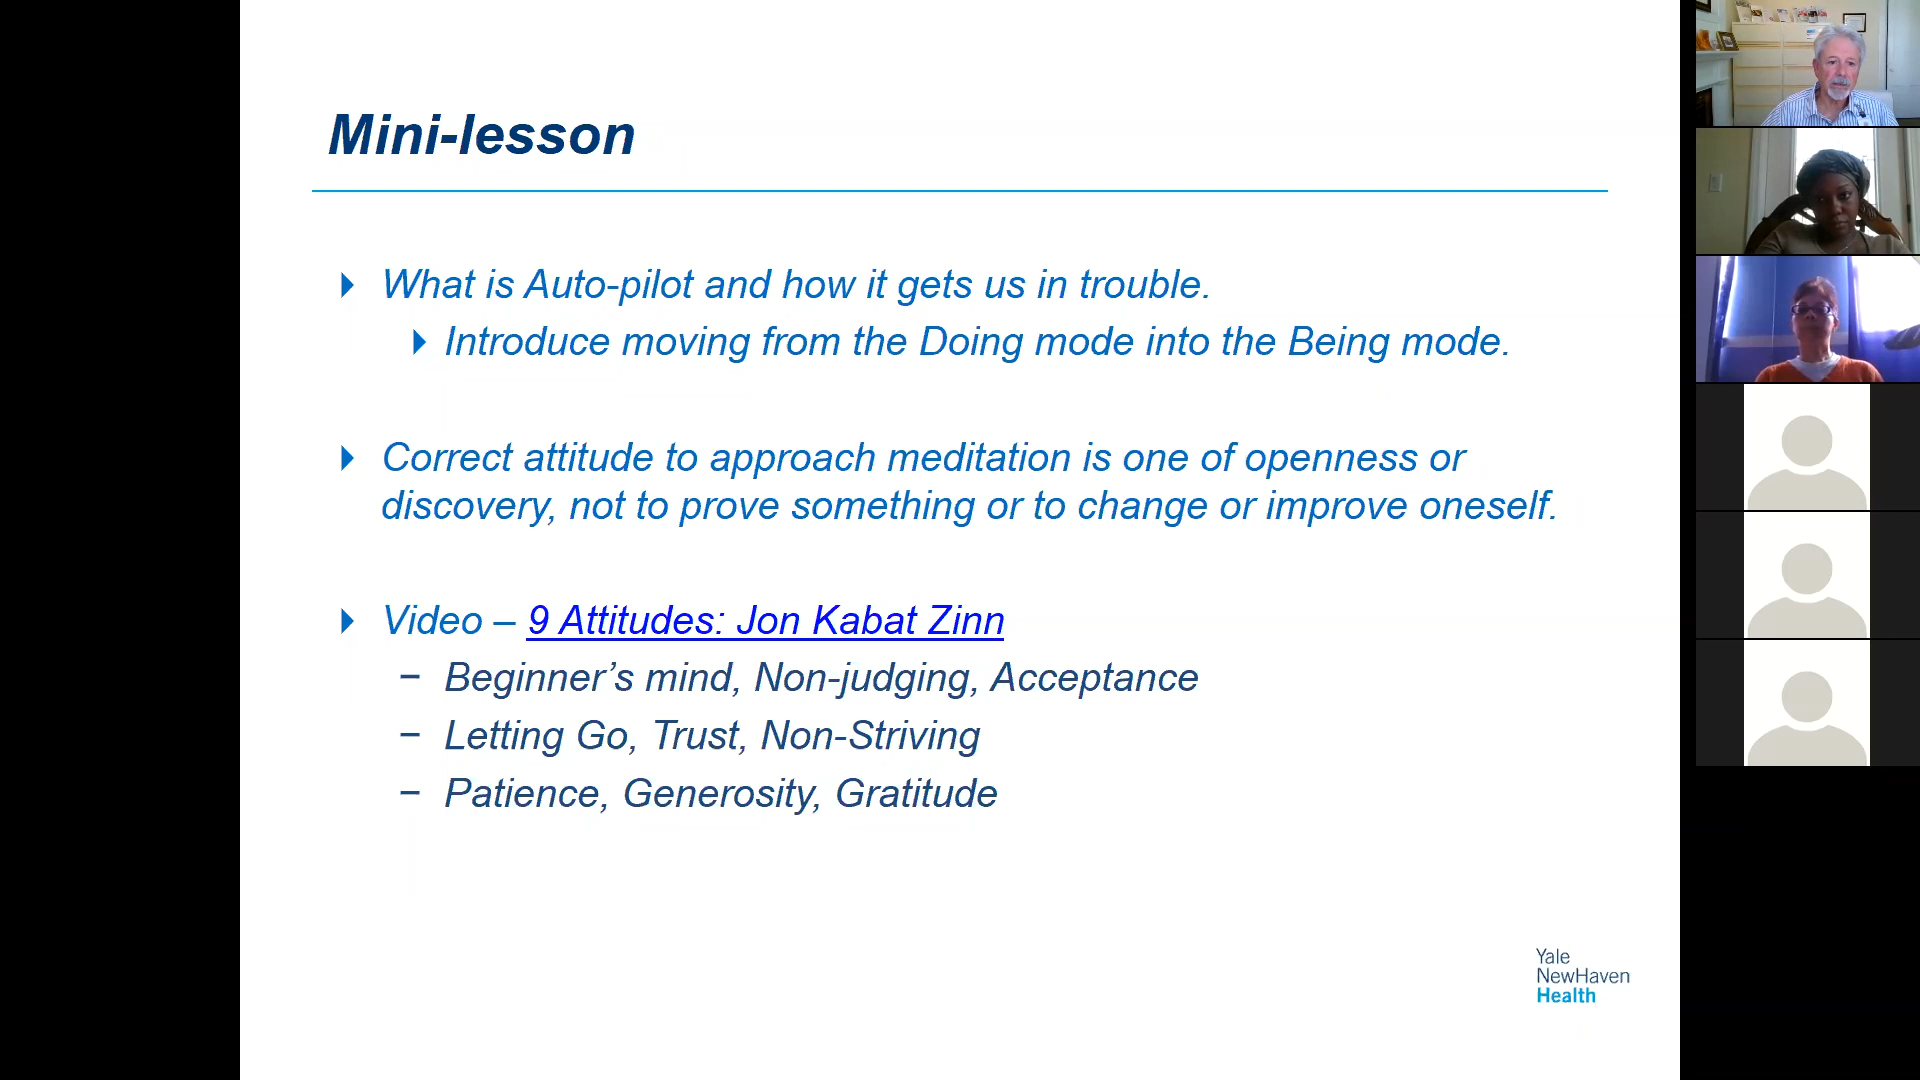 Mini-lesson
What is Auto-pilot and how it gets us in trouble.
Introduce moving from the Doing mode into the Being mode.
Correct attitude to approach meditation is one of openness or
discovery, not to prove something or to change or improve oneself.
Video – 9 Attitudes: Jon Kabat Zinn
− Beginner’s mind, Non-judging, Acceptance
− Letting Go, Trust, Non-Striving
− Patience, Generosity, Gratitude
Yale
NewHaven
Health